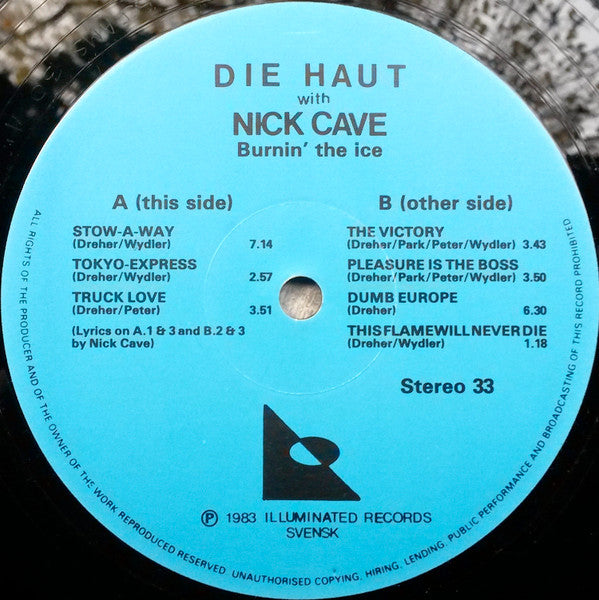 DIE HAUT
with
NICK CAVE
Burnin' the ice
A (this side)
STOW-A-WAY
(Dreher/Wydler) 7.14
TOKYO-EXPRESS
(Dreher/Wydler) 2.57
TRUCK LOVE
(Dreher/Peter) 3.51
(Lyrics on A.1 & 3 and B.2 & 3
by Nick Cave)
B (other side)
THE VICTORY
(Dreher/Park/Peter/Wydler) 3.43
PLEASURE IS THE BOSS
(Dreher/Park/Peter/Wydler) 3.50
DUMB EUROPE
(Dreher) 6.30
THIS FLAME WILL NEVER DIE
(Dreher/Wydler) 1.18
Stereo 33
℗ 1983 ILLUMINATED RECORDS
SVENSK
ALL RIGHTS OF THE PRODUCER AND OF THE OWNER OF THE WORK REPRODUCED RESERVED. UNAUTHORISED COPYING, HIRING, LENDING, PUBLIC PERFORMANCE AND BROADCASTING OF THIS RECORD PROHIBITED